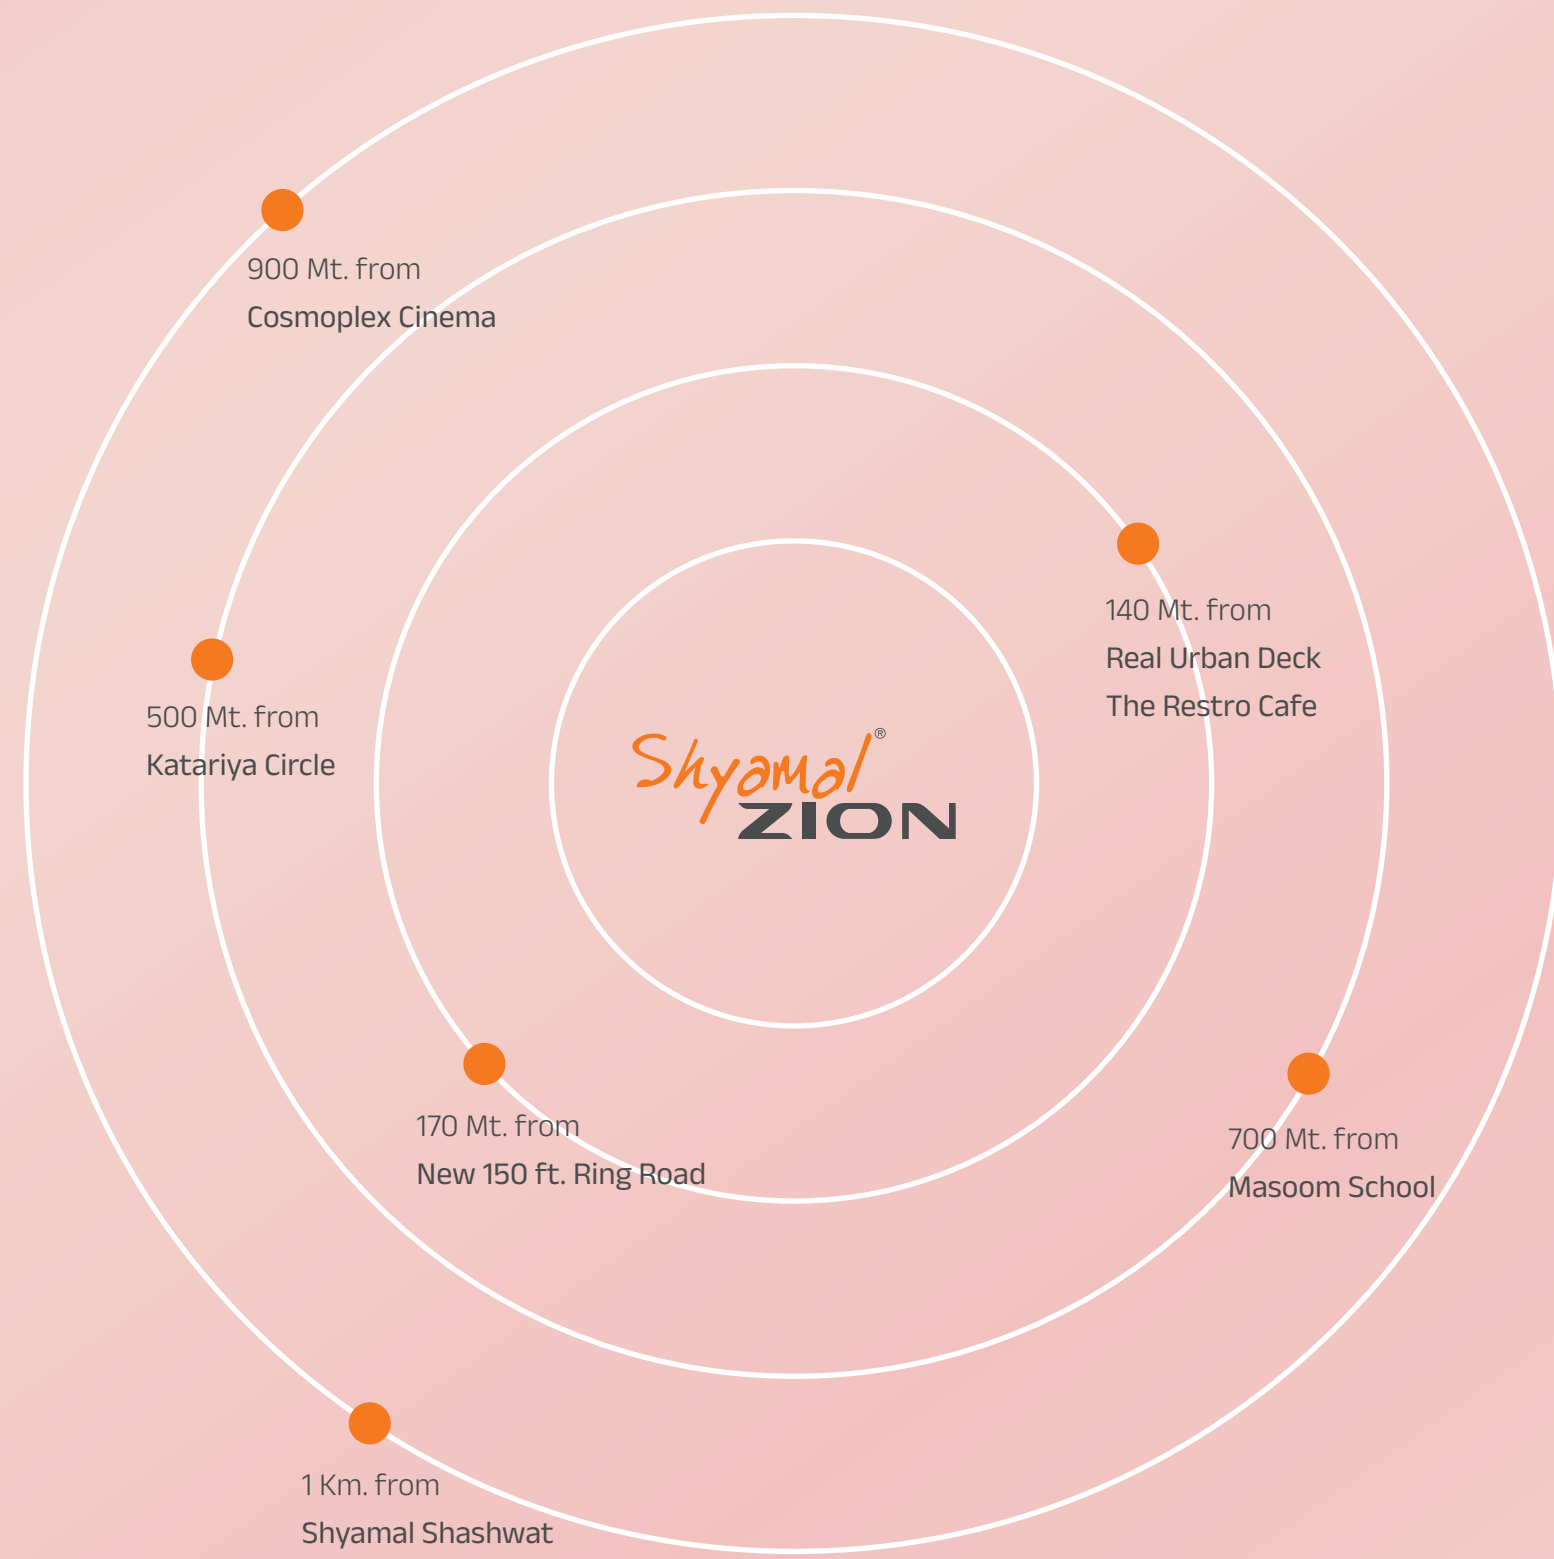 900 Mt. from
Cosmoplex Cinema
140 Mt. from
Real Urban Deck
The Restro Cafe
500 Mt. from
Katariya Circle
Shyamal®
ZION
170 Mt. from
New 150 ft. Ring Road
700 Mt. from
Masoom School
1 Km. from
Shyamal Shashwat